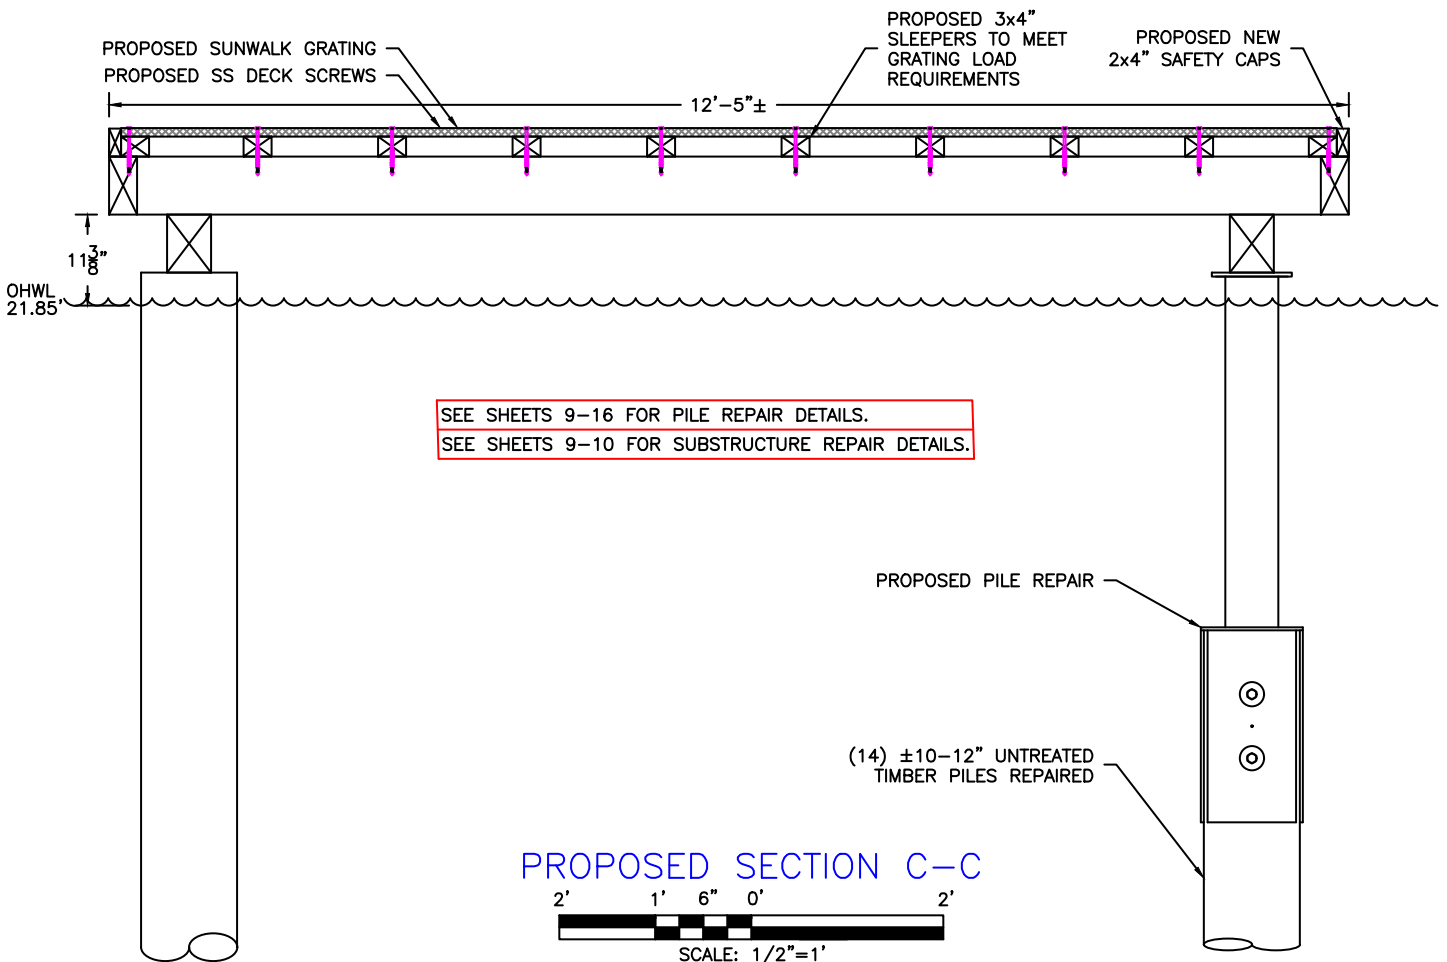 PROPOSED SUNWALK GRATING
PROPOSED SS DECK SCREWS
PROPOSED 3x4"
SLEEPERS TO MEET
GRATING LOAD
REQUIREMENTS
PROPOSED NEW
2x4" SAFETY CAPS
12'-5"±
11 3/8"
OHWL
21.85'
SEE SHEETS 9-16 FOR PILE REPAIR DETAILS.
SEE SHEETS 9-10 FOR SUBSTRUCTURE REPAIR DETAILS.
PROPOSED PILE REPAIR
(14) ±10-12" UNTREATED
TIMBER PILES REPAIRED
PROPOSED SECTION C-C
2' 1' 6" 0' 2'
SCALE: 1/2"=1'